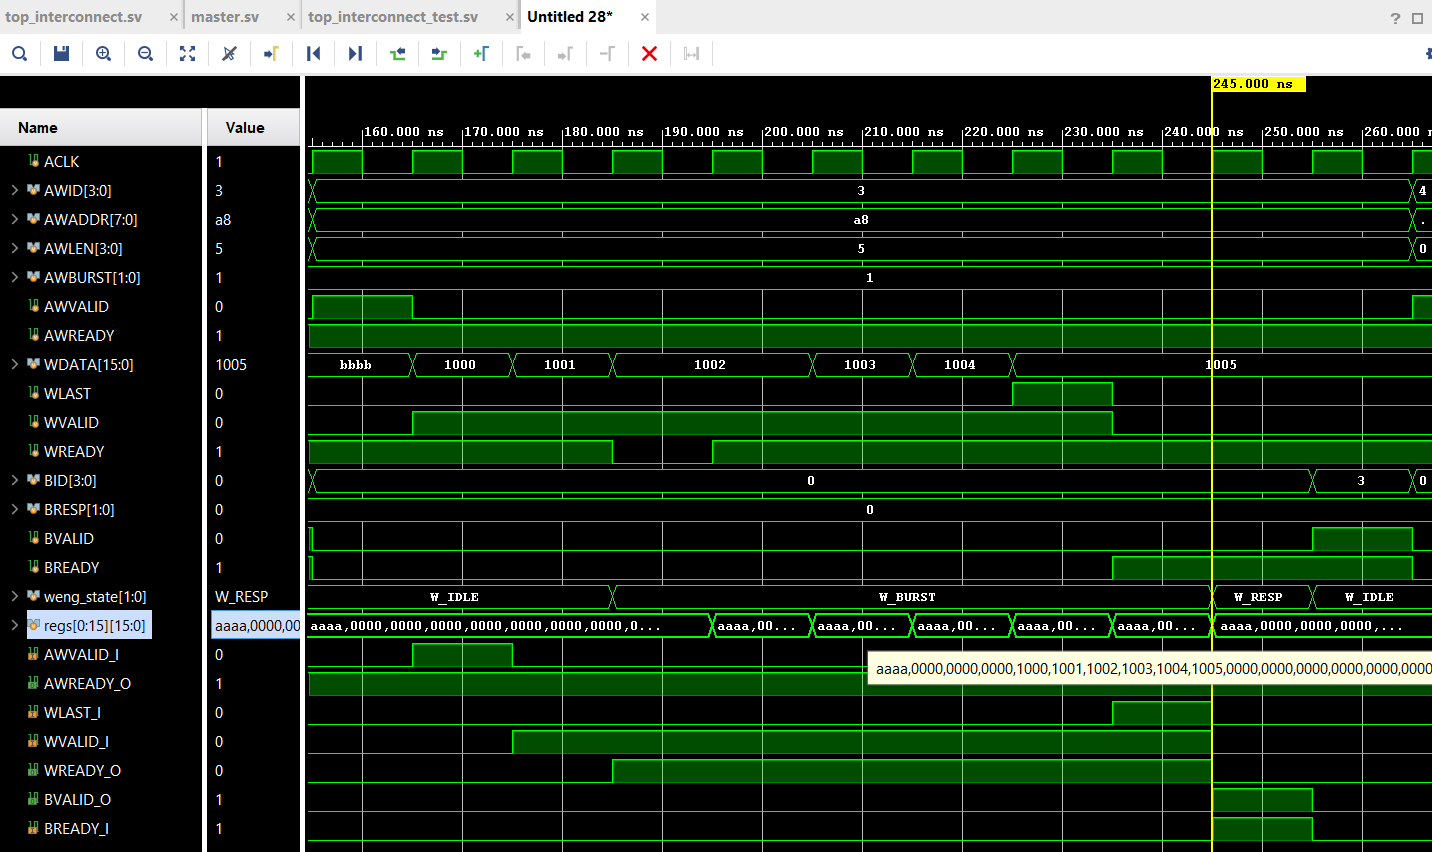 top_interconnect.sv × master.sv × top_interconnect_test.sv × Untitled 28* ×
? 
245.000 ns
Name Value
160.000 ns 170.000 ns 180.000 ns 190.000 ns 200.000 ns 210.000 ns 220.000 ns 230.000 ns 240.000 ns 250.000 ns 260.000 n
ACLK 1
AWID[3:0] 3 3 4
AWADDR[7:0] a8 a8 .
AWLEN[3:0] 5 5 0
AWBURST[1:0] 1 1
AWVALID 0
AWREADY 1
WDATA[15:0] 1005 bbbb 1000 1001 1002 1003 1004 1005
WLAST 0
WVALID 0
WREADY 1
BID[3:0] 0 0 3 0
BRESP[1:0] 0 0
BVALID 0
BREADY 1
weng_state[1:0] W_RESP W_IDLE W_BURST W_RESP W_IDLE
regs[0:15][15:0] aaaa,0000,00 aaaa,0000,0000,0000,0000,0000,0000,0... aaaa,00... aaaa,00... aaaa,00... aaaa,00... aaaa,00... aaaa,0000,0000,0000,...
AWVALID_I 0
aaaa,0000,0000,0000,1000,1001,1002,1003,1004,1005,0000,0000,0000,0000,0000,0000
AWREADY_O 1
WLAST_I 0
WVALID_I 0
WREADY_O 0
BVALID_O 1
BREADY_I 1